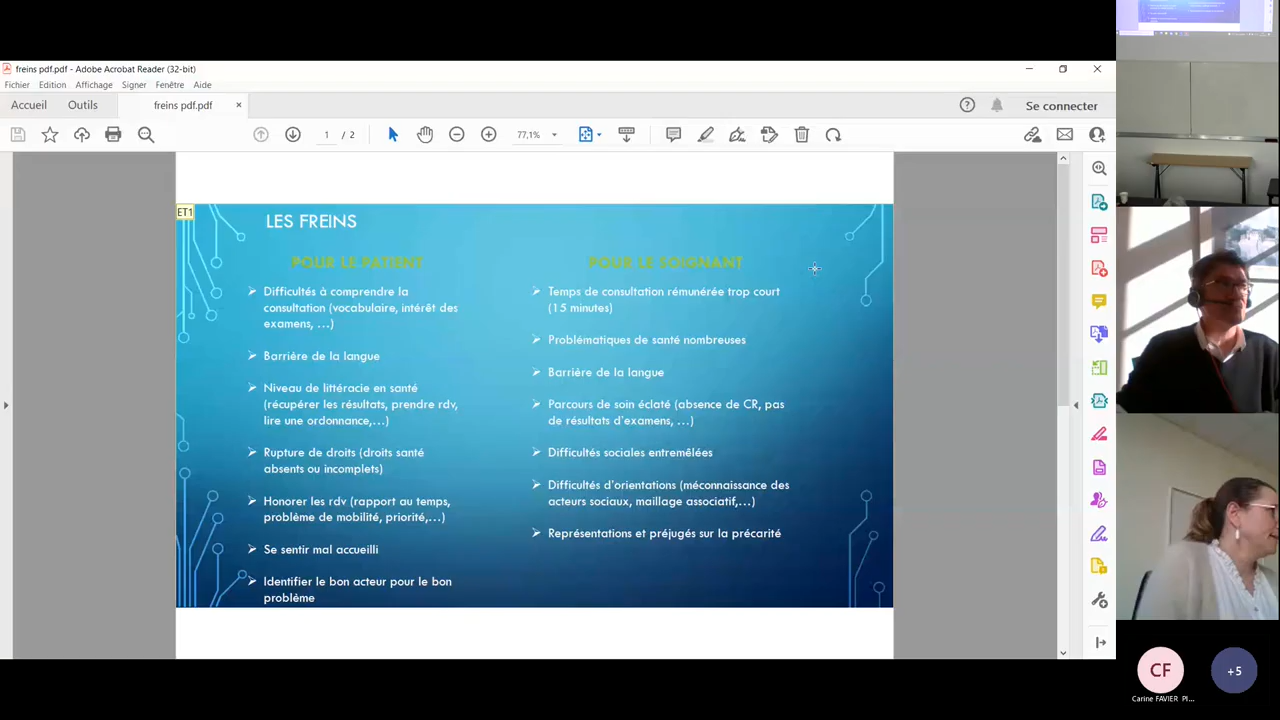 freins pdf.pdf - Adobe Acrobat Reader (32-bit)
Fichier Edition Affichage Signer Fenêtre Aide
Accueil Outils freins pdf.pdf × Se connecter
1 / 2 77,1%
ET1
LES FREINS
POUR LE PATIENT
Difficultés à comprendre la
consultation (vocabulaire, intérêt des
examens, …)
Barrière de la langue
Niveau de littéracie en santé
(récupérer les résultats, prendre rdv,
lire une ordonnance,…)
Rupture de droits (droits santé
absents ou incomplets)
Honorer les rdv (rapport au temps,
problème de mobilité, priorité,…)
Se sentir mal accueilli
Identifier le bon acteur pour le bon
problème
POUR LE SOIGNANT
Temps de consultation rémunérée trop court
(15 minutes)
Problématiques de santé nombreuses
Barrière de la langue
Parcours de soin éclaté (absence de CR, pas
de résultats d'examens, …)
Difficultés sociales entremêlées
Difficultés d'orientations (méconnaissance des
acteurs sociaux, maillage associatif,…)
Représentations et préjugés sur la précarité
CF
+5
Carine FAVIER Pl...